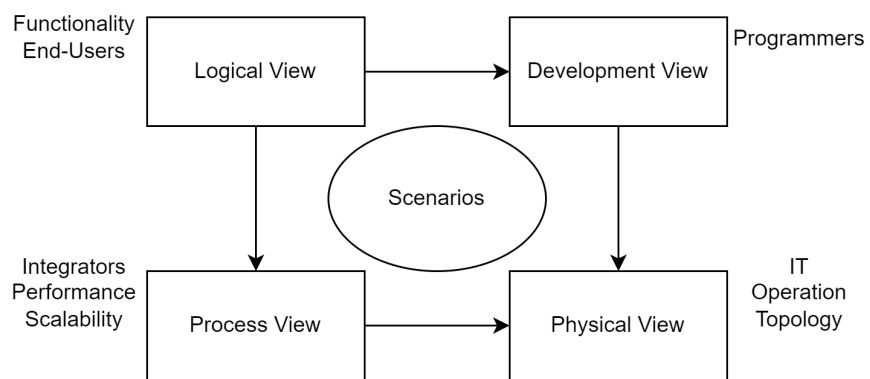 Functionality
End-Users
Logical View
Development View
Programmers
Scenarios
Integrators
Performance
Scalability
Process View
Physical View
IT
Operation
Topology